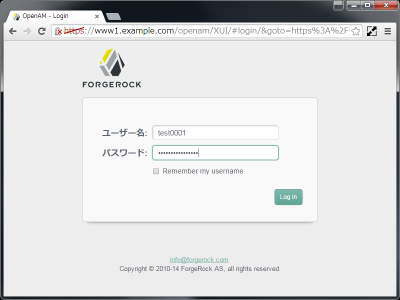 OpenAM - Login
https://www1.example.com/openam/XUI/#login/&goto=https%3A%2F
FORGEROCK
ユーザー名: test0001
パスワード: ••••••••••••••••
Remember my username
Log in
info@forgerock.com
Copyright © 2010-14 ForgeRock AS, all rights reserved.